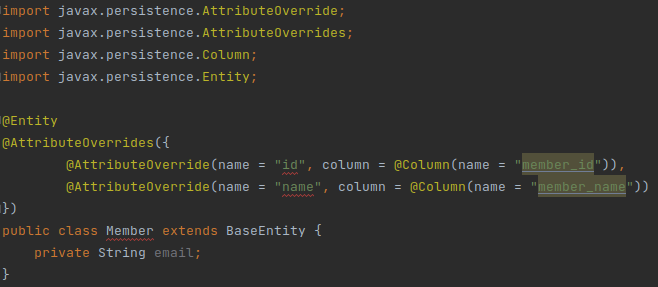 import javax.persistence.AttributeOverride;
import javax.persistence.AttributeOverrides;
import javax.persistence.Column;
import javax.persistence.Entity;

@Entity
@AttributeOverrides({
        @AttributeOverride(name = "id", column = @Column(name = "member_id")),
        @AttributeOverride(name = "name", column = @Column(name = "member_name"))
})
public class Member extends BaseEntity {
    private String email;
}